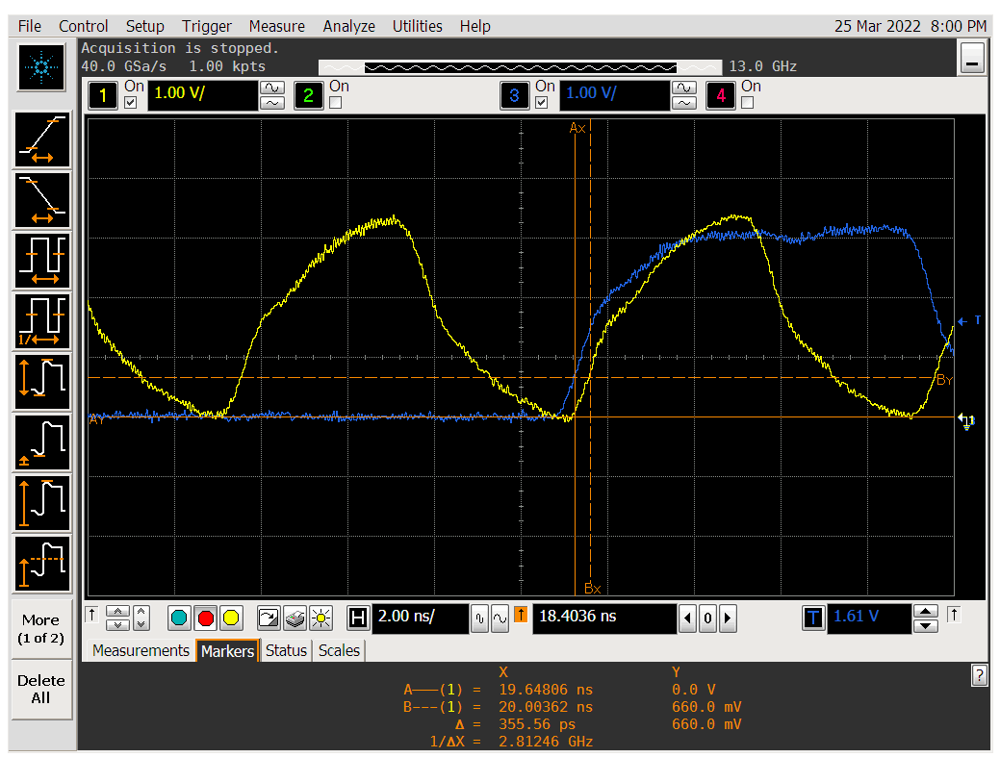 File Control Setup Trigger Measure Analyze Utilities Help 25 Mar 2022 8:00 PM
Acquisition is stopped.
40.0 GSa/s 1.00 kpts 13.0 GHz
1 On 1.00 V/ 2 On 3 On 1.00 V/ 4 On
Ax
T
BY
AY
1
Bx
1/
More
(1 of 2)
Delete
All
H 2.00 ns/ 18.4036 ns 0 T 1.61 V
Measurements Markers Status Scales
?
X Y
A───(1) = 19.64806 ns 0.0 V
B---(1) = 20.00362 ns 660.0 mV
Δ = 355.56 ps 660.0 mV
1/ΔX = 2.81246 GHz